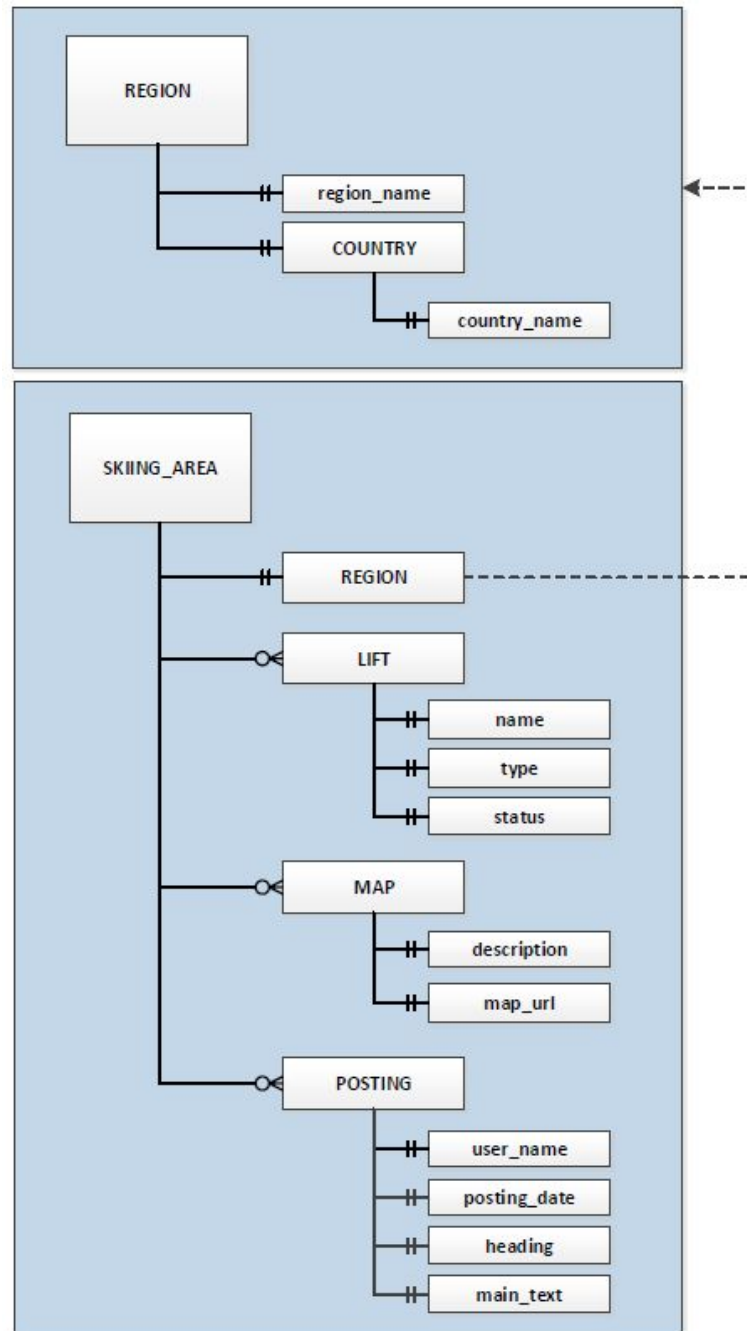 REGION
region_name
COUNTRY
country_name
SKIING_AREA
REGION
LIFT
name
type
status
MAP
description
map_url
POSTING
user_name
posting_date
heading
main_text